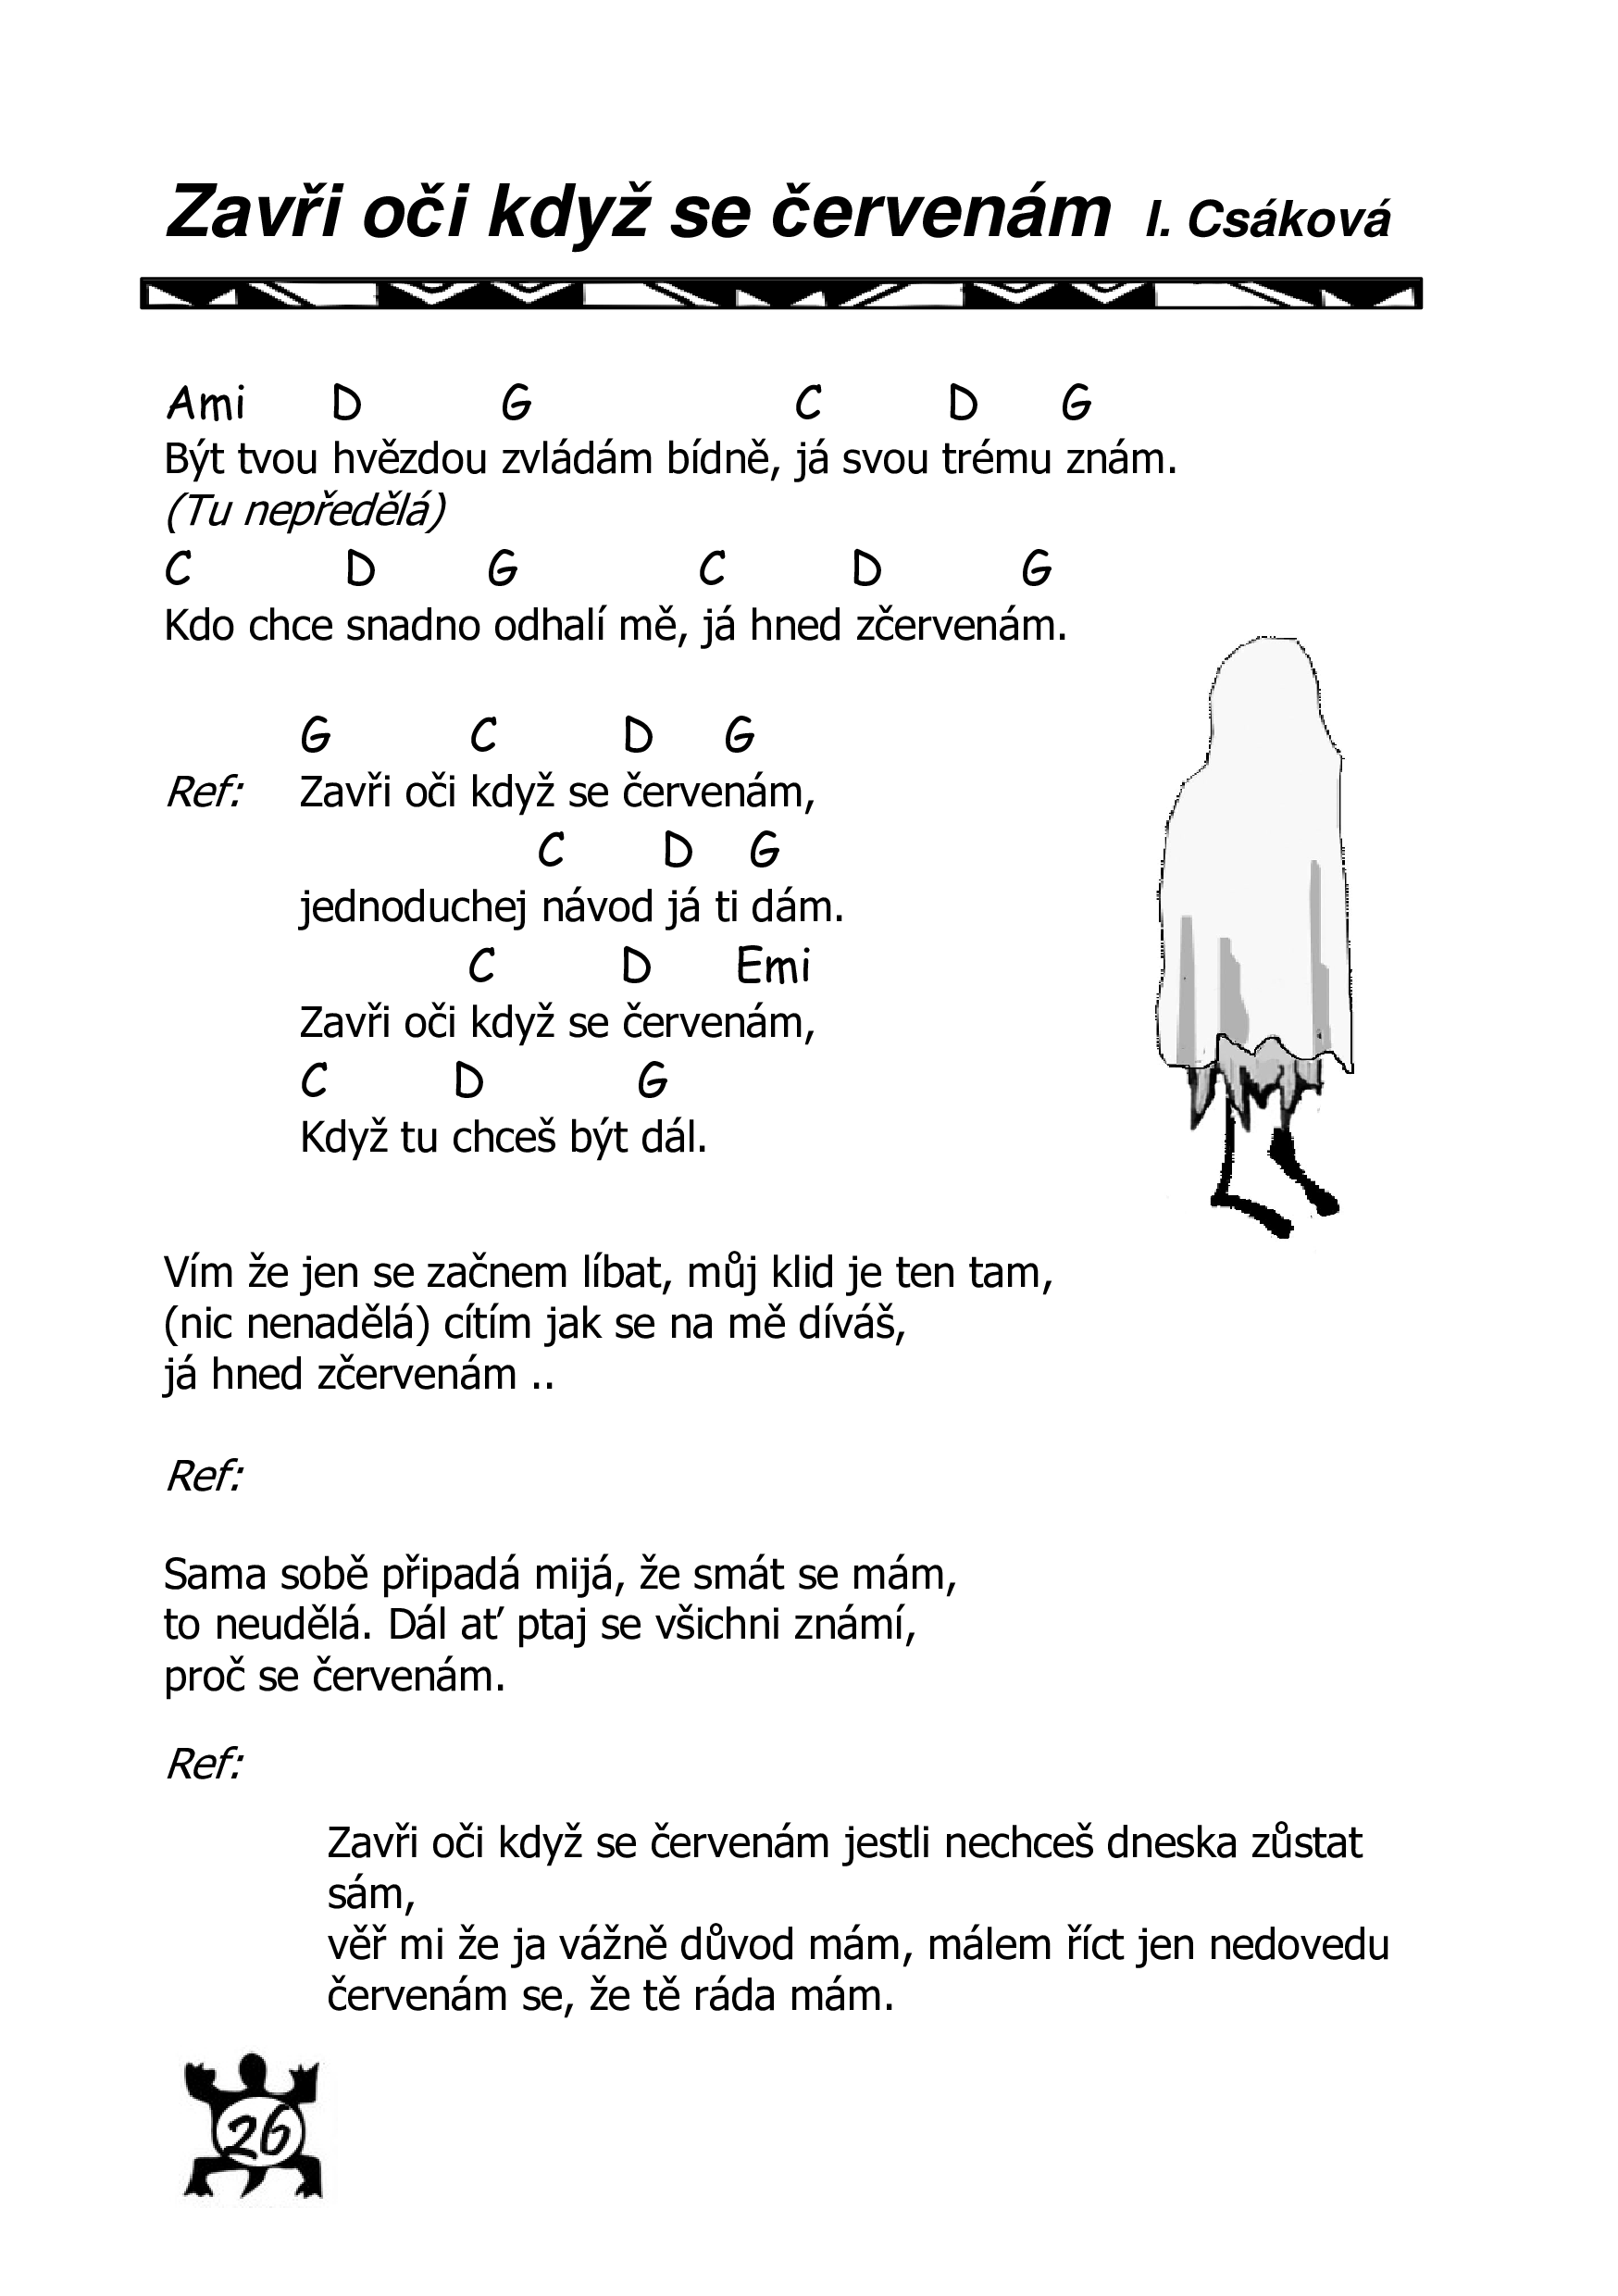 Zavři oči když se červenám I. Csáková
Ami D G C D G
Být tvou hvězdou zvládám bídně, já svou trému znám.
(Tu nepředělá)
C D G C D G
Kdo chce snadno odhalí mě, já hned zčervenám.
G C D G
Ref: Zavři oči když se červenám,
C D G
jednoduchej návod já ti dám.
C D Emi
Zavři oči když se červenám,
C D G
Když tu chceš být dál.
Vím že jen se začnem líbat, můj klid je ten tam,
(nic nenadělá) cítím jak se na mě díváš,
já hned zčervenám ..
Ref:
Sama sobě připadá mijá, že smát se mám,
to neudělá. Dál ať ptaj se všichni známí,
proč se červenám.
Ref:
Zavři oči když se červenám jestli nechceš dneska zůstat
sám,
věř mi že ja vážně důvod mám, málem říct jen nedovedu
červenám se, že tě ráda mám.
26